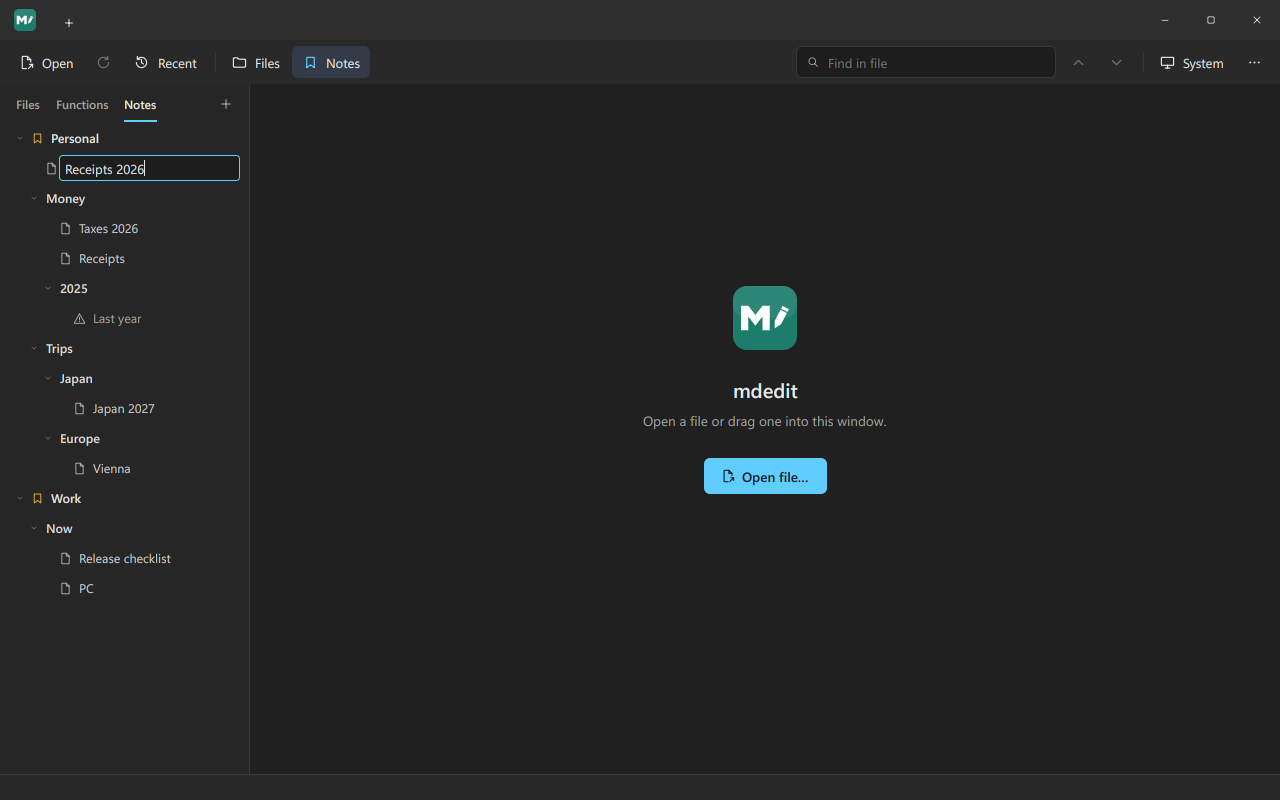 M
+
Open
Recent
Files
Notes
Find in file
System
Files
Functions
Notes
Personal
Receipts 2026
Money
Taxes 2026
Receipts
2025
Last year
Trips
Japan
Japan 2027
Europe
Vienna
Work
Now
Release checklist
PC
M
mdedit
Open a file or drag one into this window.
Open file...